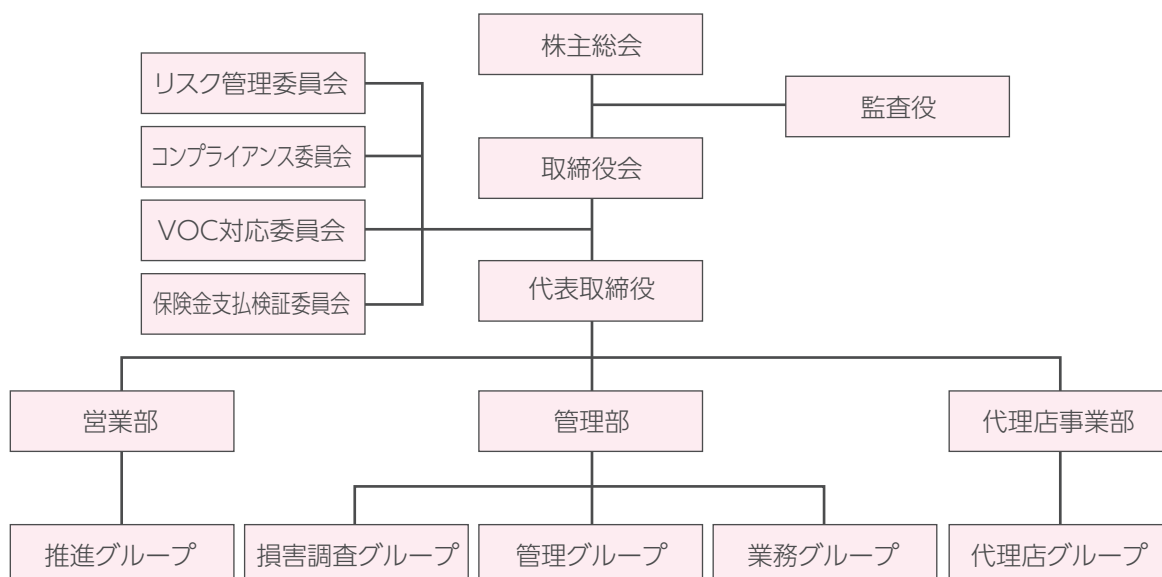 株主総会
リスク管理委員会
監査役
コンプライアンス委員会
取締役会
VOC対応委員会
代表取締役
保険金支払検証委員会
営業部
管理部
代理店事業部
推進グループ
損害調査グループ
管理グループ
業務グループ
代理店グループ